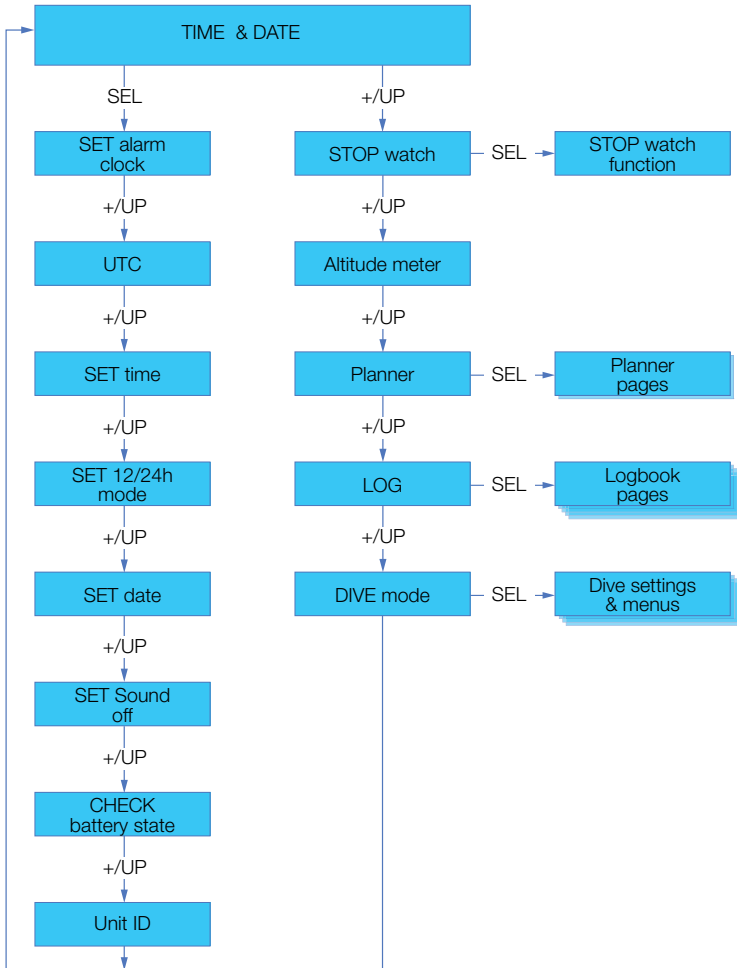 TIME & DATE
SEL
+/UP
SET alarm
clock
STOP watch
SEL
STOP watch
function
+/UP
+/UP
UTC
Altitude meter
+/UP
+/UP
SET time
Planner
SEL
Planner
pages
+/UP
+/UP
SET 12/24h
mode
LOG
SEL
Logbook
pages
+/UP
+/UP
SET date
DIVE mode
SEL
Dive settings
& menus
+/UP
SET Sound
off
+/UP
CHECK
battery state
+/UP
Unit ID